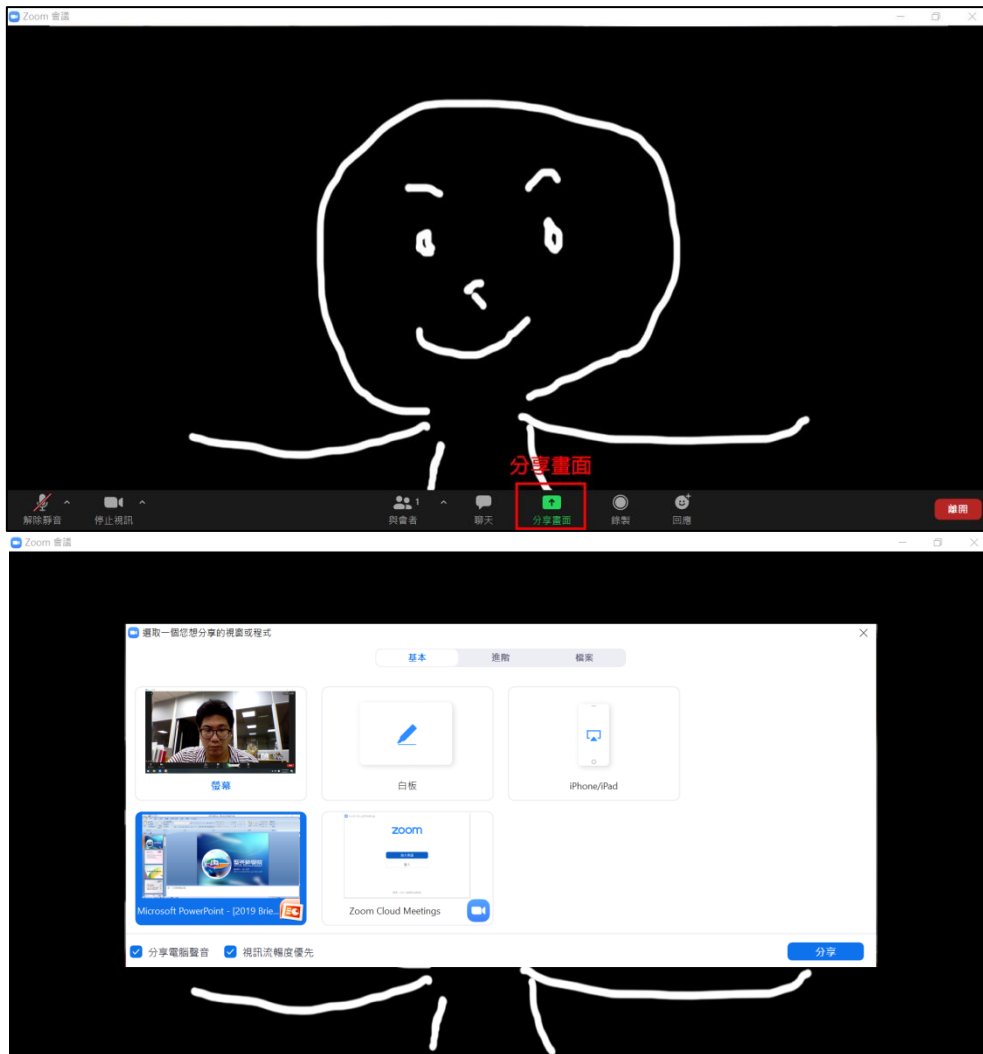 Zoom 會議
分享畫面
解除靜音
停止視訊
與會者
1
聊天
分享畫面
錄製
回應
離開
Zoom 會議
選取一個您想分享的視窗或程式
基本
進階
檔案
螢幕
白板
iPhone/iPad
zoom
Microsoft PowerPoint - [2019 Brie...
Zoom Cloud Meetings
分享電腦聲音
視訊流暢度優先
分享